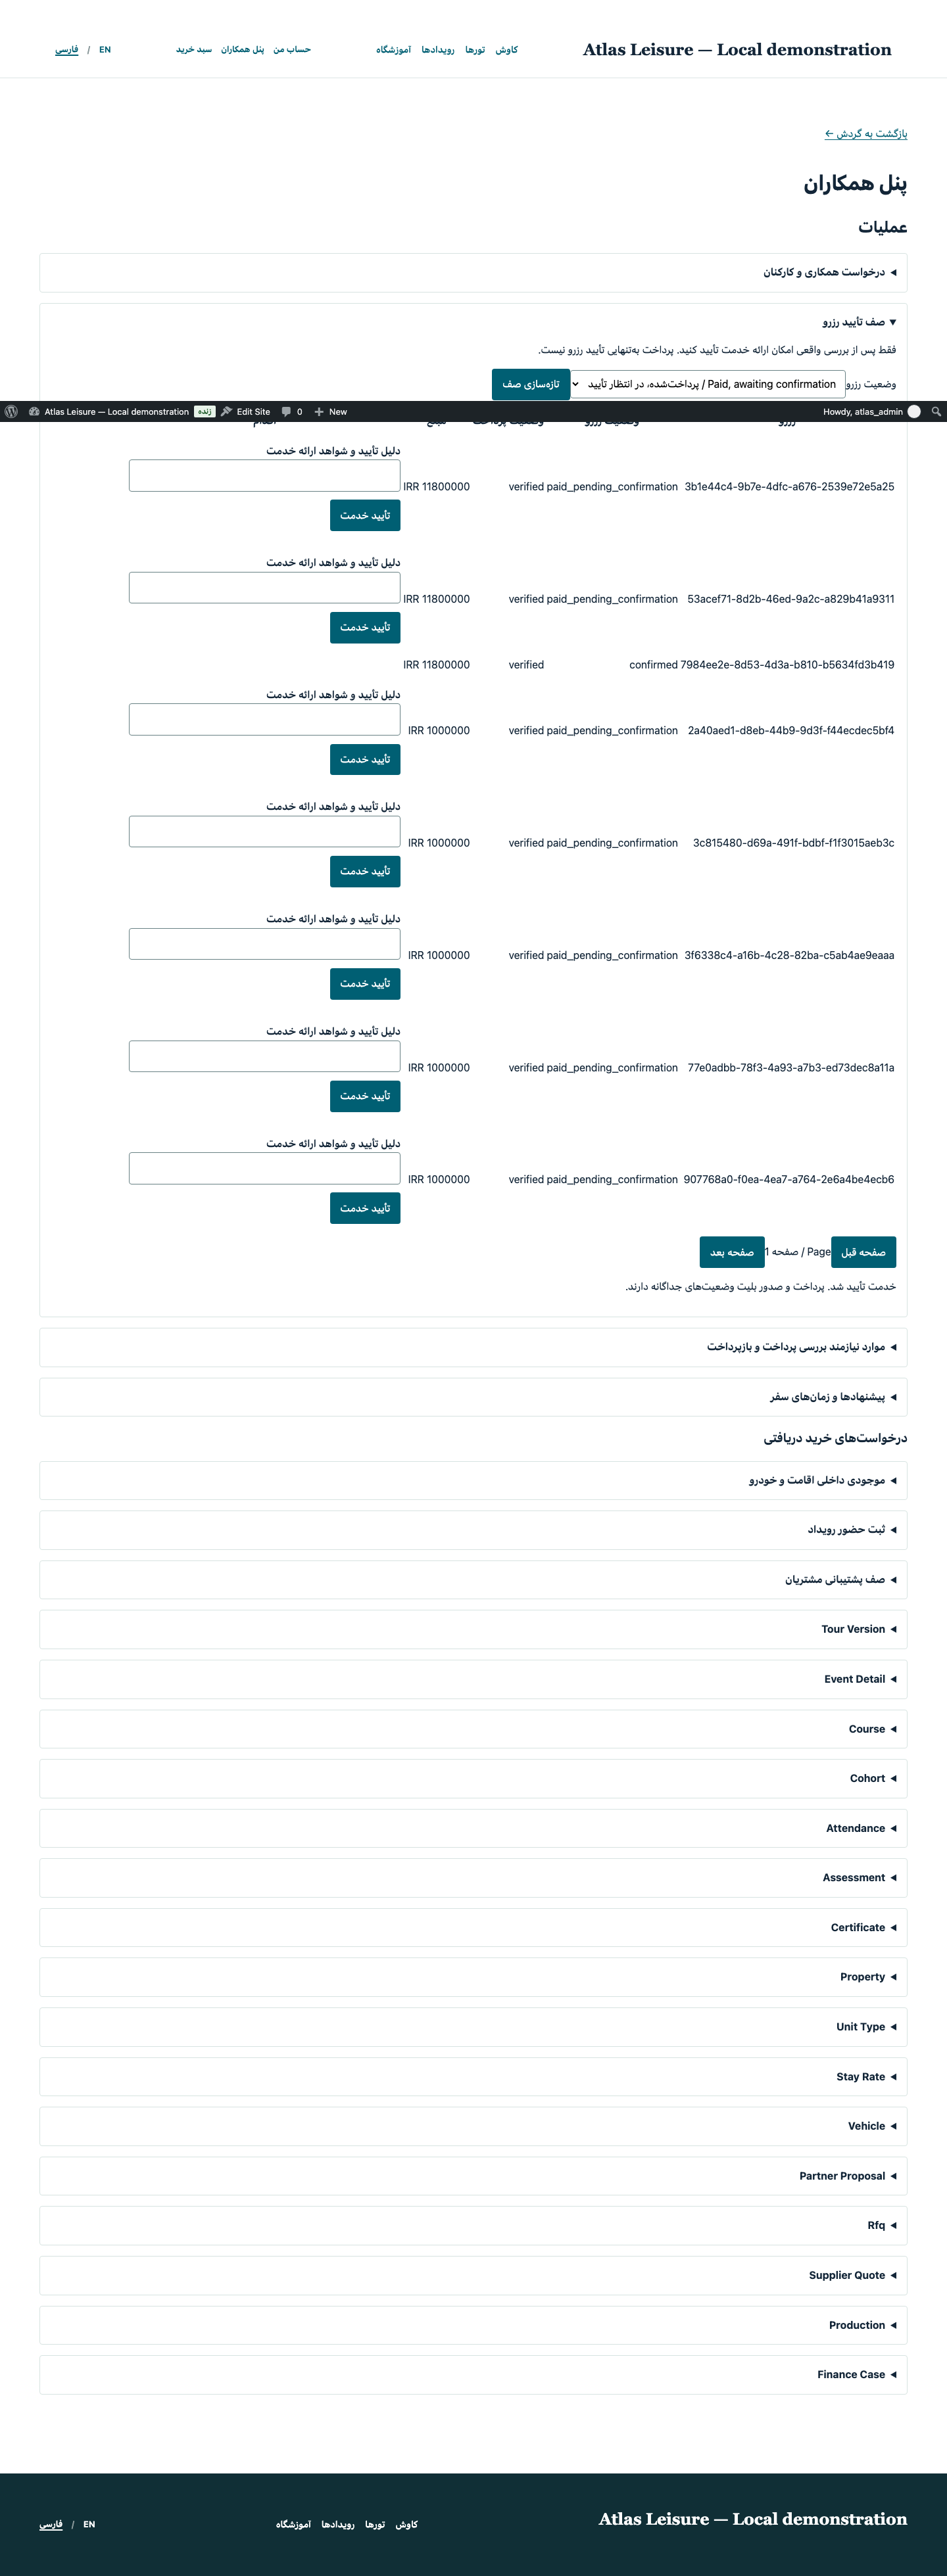 Atlas Leisure — Local demonstration
کاوش تورها رویدادها آموزشگاه
حساب من پنل همکاران سبد خرید
EN / فارسی
بازگشت به گردش ←
پنل همکاران
عملیات
درخواست همکاری و کارکنان
صف تأیید رزرو
فقط پس از بررسی واقعی امکان ارائه خدمت تأیید کنید. پرداخت به‌تنهایی تأیید رزرو نیست.
وضعیت رزرو Paid, awaiting confirmation / پرداخت‌شده، در انتظار تأیید تازه‌سازی صف
Atlas Leisure — Local demonstration زنده Edit Site 0 New Howdy, atlas_admin
رزرو وضعیت رزرو وضعیت پرداخت مبلغ اقدام
دلیل تأیید و شواهد ارائه خدمت
3b1e44c4-9b7e-4dfc-a676-2539e72e5a25 paid_pending_confirmation verified IRR 11800000
تأیید خدمت
دلیل تأیید و شواهد ارائه خدمت
53acef71-8d2b-46ed-9a2c-a829b41a9311 paid_pending_confirmation verified IRR 11800000
تأیید خدمت
7984ee2e-8d53-4d3a-b810-b5634fd3b419 confirmed verified IRR 11800000
دلیل تأیید و شواهد ارائه خدمت
2a40aed1-d8eb-44b9-9d3f-f44ecdec5bf4 paid_pending_confirmation verified IRR 1000000
تأیید خدمت
دلیل تأیید و شواهد ارائه خدمت
3c815480-d69a-491f-bdbf-f1f3015aeb3c paid_pending_confirmation verified IRR 1000000
تأیید خدمت
دلیل تأیید و شواهد ارائه خدمت
3f6338c4-a16b-4c28-82ba-c5ab4ae9eaaa paid_pending_confirmation verified IRR 1000000
تأیید خدمت
دلیل تأیید و شواهد ارائه خدمت
77e0adbb-78f3-4a93-a7b3-ed73dec8a11a paid_pending_confirmation verified IRR 1000000
تأیید خدمت
دلیل تأیید و شواهد ارائه خدمت
907768a0-f0ea-4ea7-a764-2e6a4be4ecb6 paid_pending_confirmation verified IRR 1000000
تأیید خدمت
صفحه قبل Page / صفحه 1 صفحه بعد
خدمت تأیید شد. پرداخت و صدور بلیت وضعیت‌های جداگانه دارند.
موارد نیازمند بررسی پرداخت و بازپرداخت
پیشنهادها و زمان‌های سفر
درخواست‌های خرید دریافتی
موجودی داخلی اقامت و خودرو
ثبت حضور رویداد
صف پشتیبانی مشتریان
Tour Version
Event Detail
Course
Cohort
Attendance
Assessment
Certificate
Property
Unit Type
Stay Rate
Vehicle
Partner Proposal
Rfq
Supplier Quote
Production
Finance Case
Atlas Leisure — Local demonstration
کاوش تورها رویدادها آموزشگاه
EN / فارسی